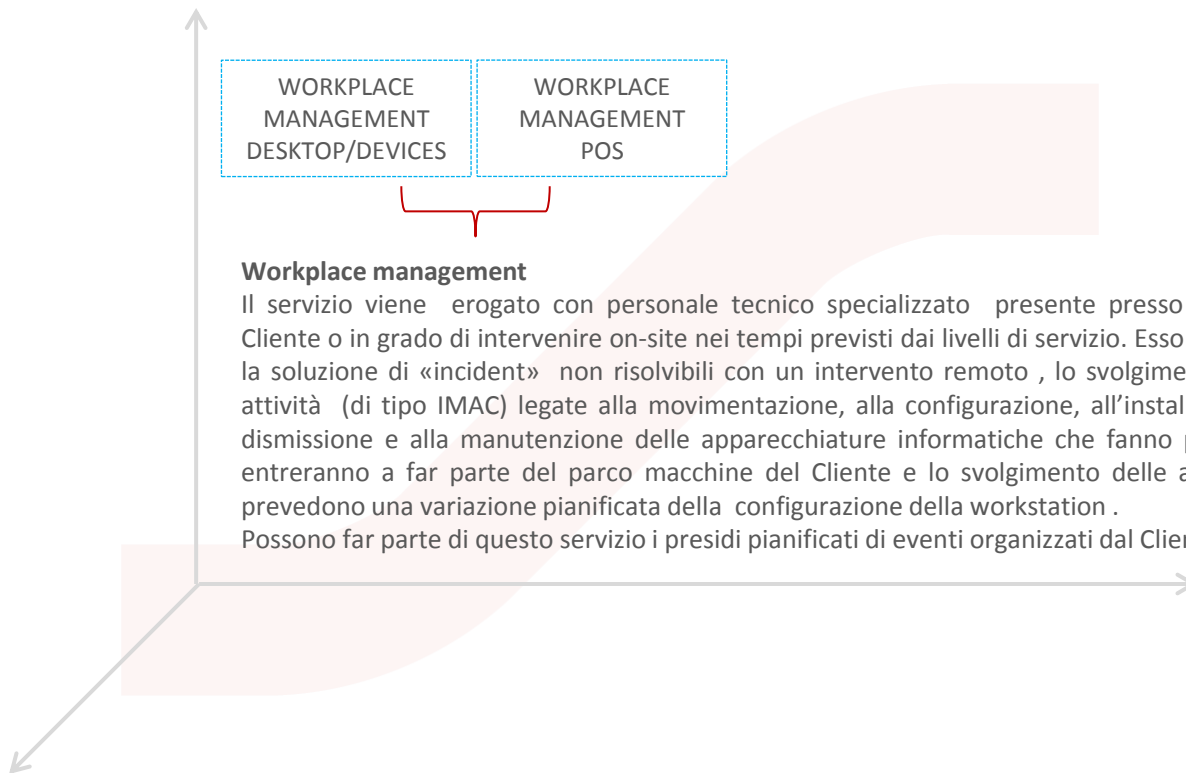 WORKPLACE
MANAGEMENT
DESKTOP/DEVICES
WORKPLACE
MANAGEMENT
POS
Workplace management
Il servizio viene erogato con personale tecnico specializzato presente presso
Cliente o in grado di intervenire on-site nei tempi previsti dai livelli di servizio. Esso
la soluzione di «incident» non risolvibili con un intervento remoto , lo svolgime
attività (di tipo IMAC) legate alla movimentazione, alla configurazione, all’instal
dismissione e alla manutenzione delle apparecchiature informatiche che fanno p
entreranno a far parte del parco macchine del Cliente e lo svolgimento delle a
prevedono una variazione pianificata della configurazione della workstation .
Possono far parte di questo servizio i presidi pianificati di eventi organizzati dal Clien